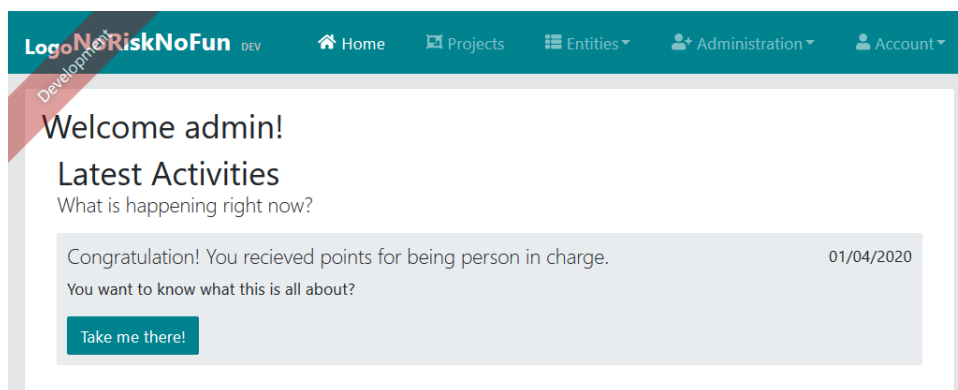 Logo NoRiskNoFun DEV Home Projects Entities Administration Account
Development
Welcome admin!
Latest Activities
What is happening right now?
Congratulation! You recieved points for being person in charge. 01/04/2020
You want to know what this is all about?
Take me there!